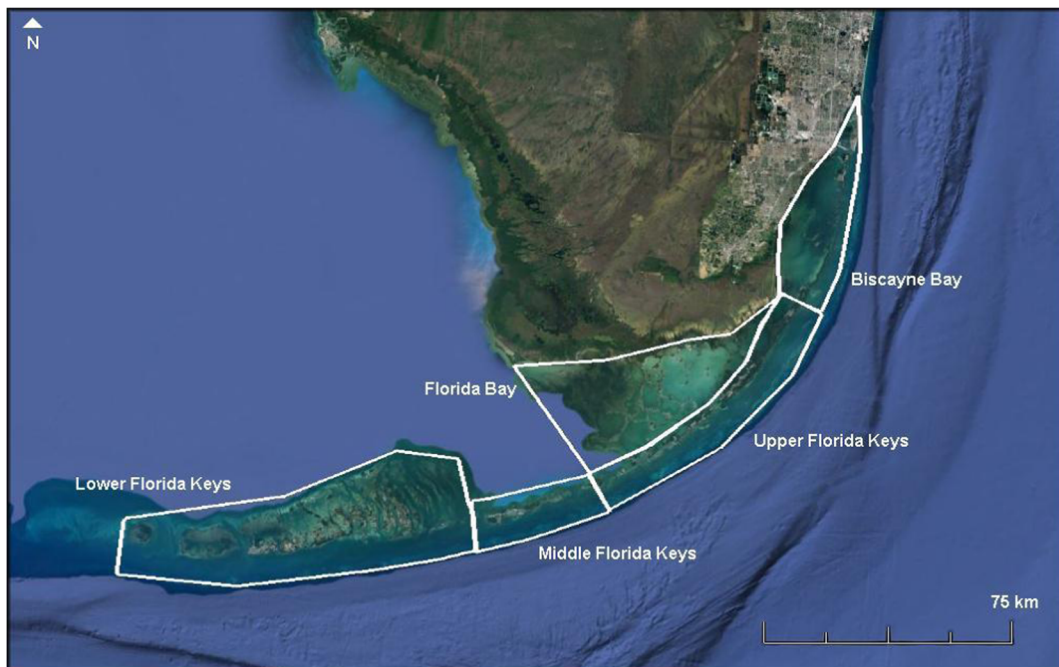 N
Biscayne Bay
Florida Bay
Upper Florida Keys
Lower Florida Keys
Middle Florida Keys
75 km